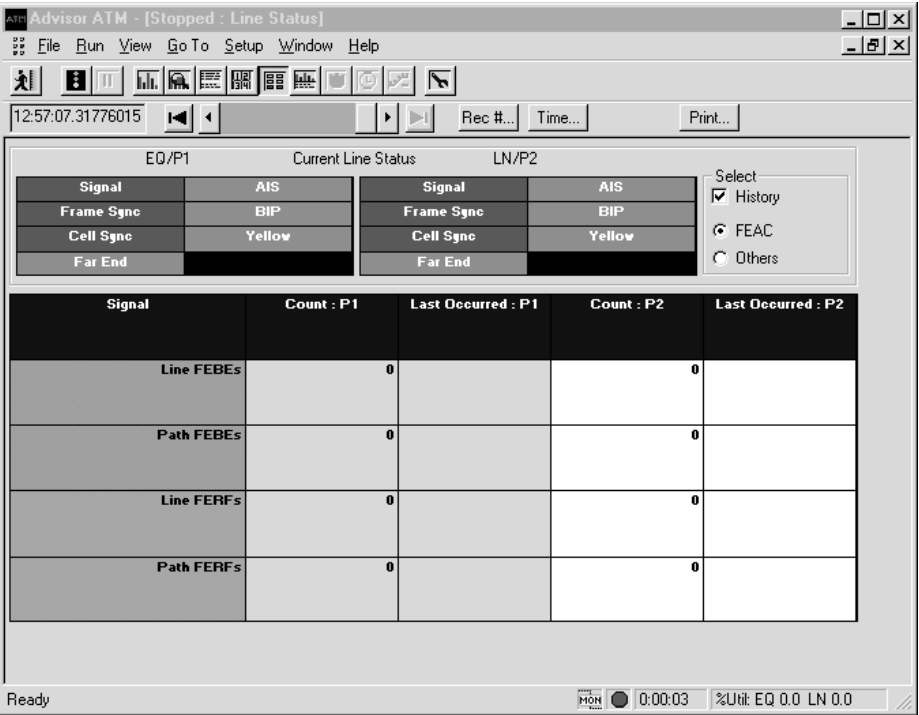 ATM Advisor ATM - [Stopped : Line Status]
File Run View Go To Setup Window Help
12:57:07.31776015 Rec #... Time... Print...
EQ/P1 Current Line Status LN/P2
Signal AIS Signal AIS
Frame Sync BIP Frame Sync BIP
Cell Sync Yellow Cell Sync Yellow
Far End Far End
Select
History
FEAC
Others
Signal Count : P1 Last Occurred : P1 Count : P2 Last Occurred : P2
Line FEBEs 0 0
Path FEBEs 0 0
Line FERFs 0 0
Path FERFs 0 0
Ready MON 0:00:03 %Util: EQ 0.0 LN 0.0